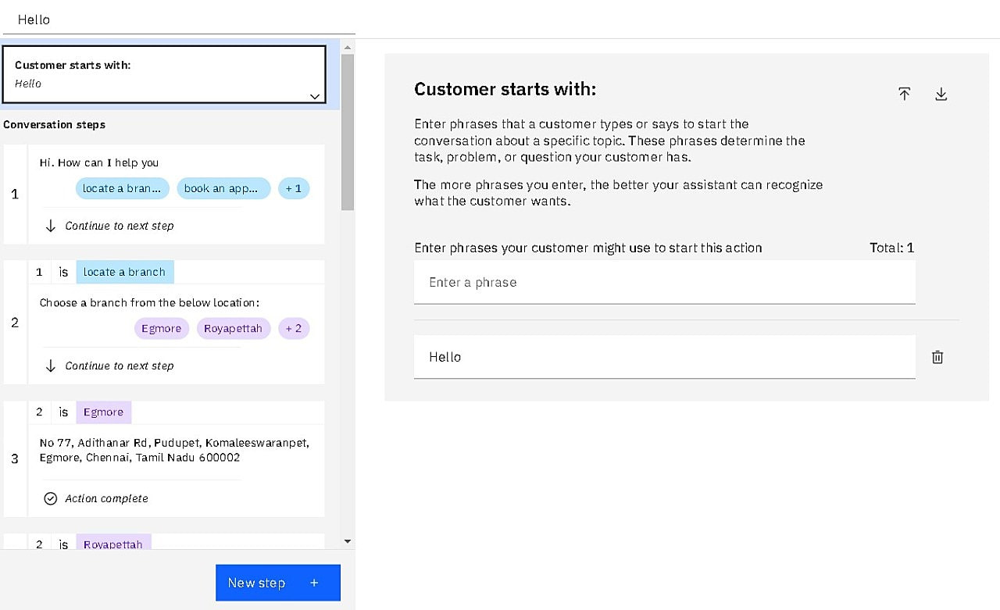 Hello
Customer starts with:
Hello
Conversation steps
1
Hi. How can I help you
locate a bran... book an app... + 1
Continue to next step
2
1 is locate a branch
Choose a branch from the below location:
Egmore Royapettah + 2
Continue to next step
3
2 is Egmore
No 77, Adithanar Rd, Pudupet, Komaleeswaranpet,
Egmore, Chennai, Tamil Nadu 600002
Action complete
2 is Royapettah
New step +
Customer starts with:
Enter phrases that a customer types or says to start the
conversation about a specific topic. These phrases determine the
task, problem, or question your customer has.
The more phrases you enter, the better your assistant can recognize
what the customer wants.
Enter phrases your customer might use to start this action Total: 1
Enter a phrase
Hello